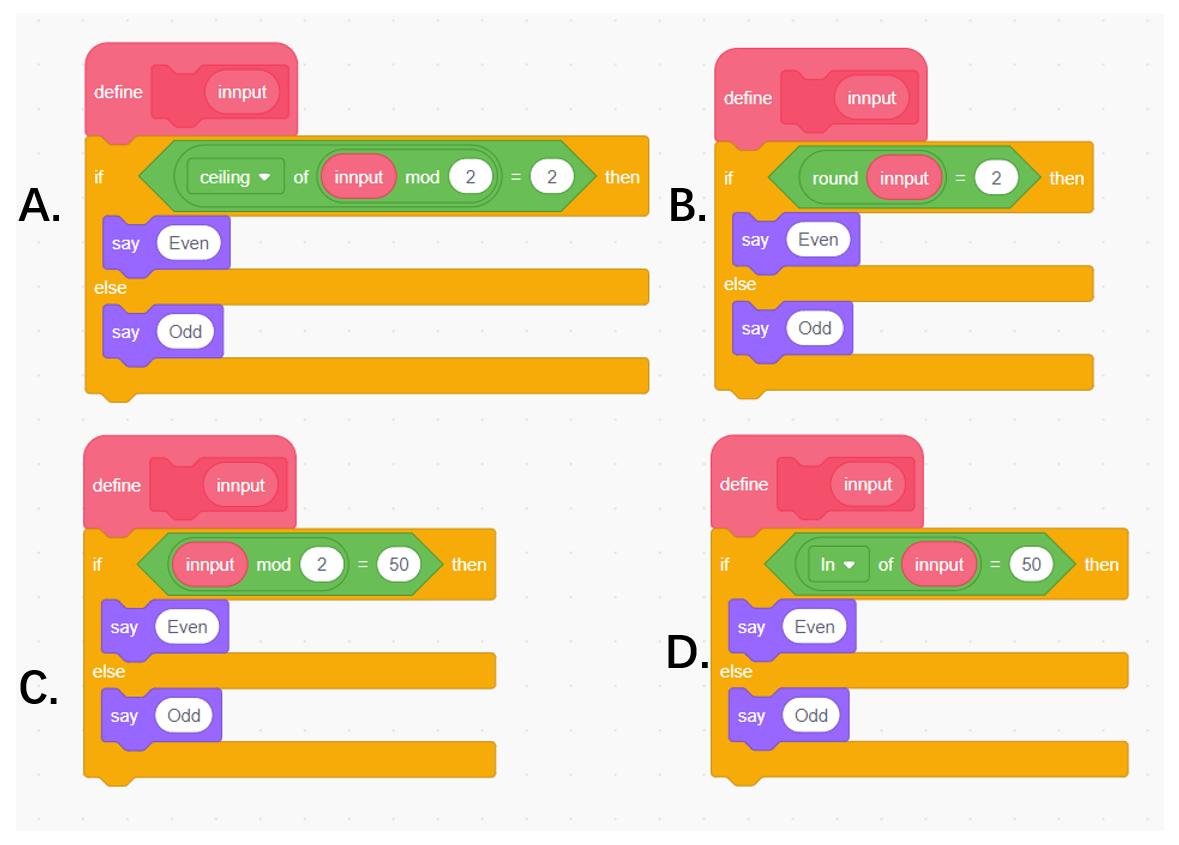 define innput
if ceiling of innput mod 2 = 2 then
A.
say Even
else
say Odd
define innput
if round innput = 2 then
B.
say Even
else
say Odd
define innput
if innput mod 2 = 50 then
say Even
else
C.
say Odd
define innput
if ln of innput = 50 then
say Even
D.
else
say Odd